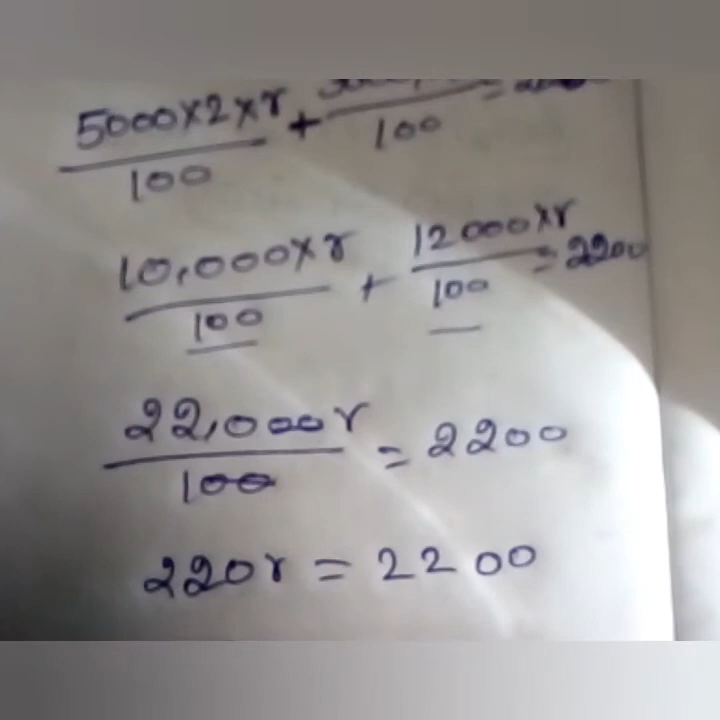 5000×2×r
+
100
100
10,000×r + 12000×r = 2200
100
100
22,000r = 2200
100
220r = 2200